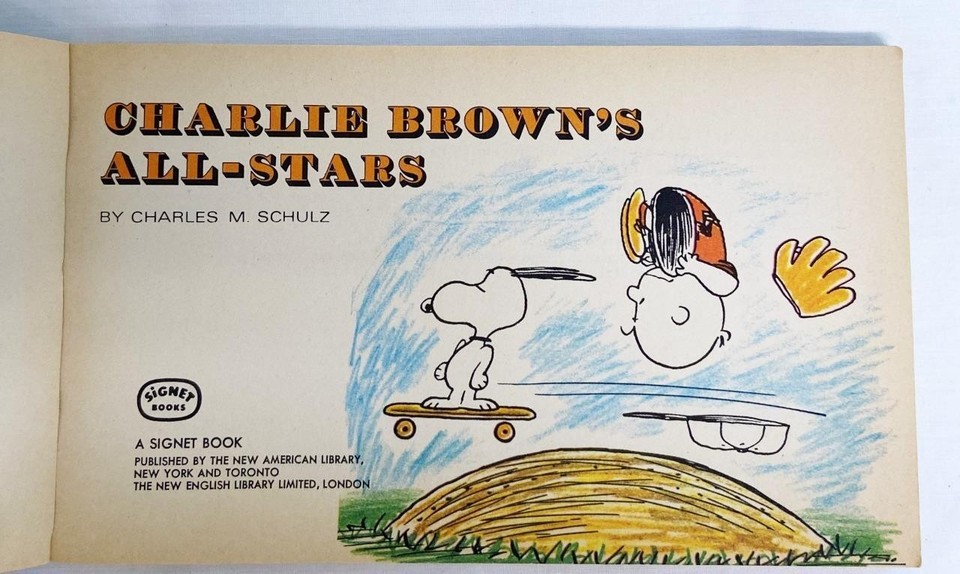 CHARLIE BROWN'S
ALL-STARS
BY CHARLES M. SCHULZ
SIGNET
BOOKS
A SIGNET BOOK
PUBLISHED BY THE NEW AMERICAN LIBRARY,
NEW YORK AND TORONTO
THE NEW ENGLISH LIBRARY LIMITED, LONDON